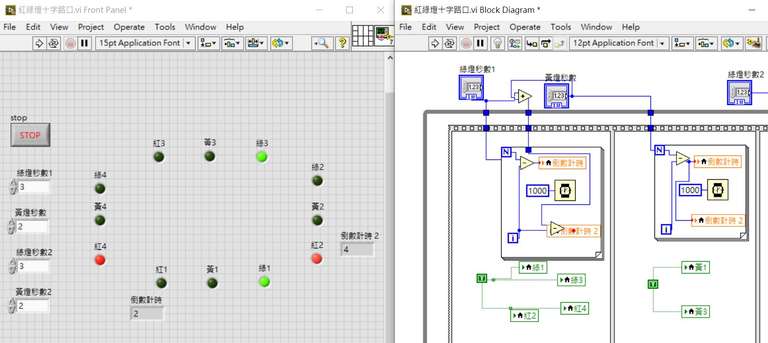 紅綠燈十字路口.vi Front Panel *
File Edit View Project Operate Tools Window Help
15pt Application Font
stop
STOP
綠燈秒數1
3
黃燈秒數
2
綠燈秒數2
3
黃燈秒數2
2
紅3
黃3
綠3
綠4
黃4
紅4
綠2
黃2
紅2
紅1
黃1
綠1
倒數計時 2
4
倒數計時
2
紅綠燈十字路口.vi Block Diagram *
File Edit View Project Operate Tools Window Help
12pt Application Font
綠燈秒數1
123
黃燈秒數
123
綠燈秒數2
123
N
倒數計時
1000
倒數計時 2
i
N
倒數計時
1000
倒數計時 2
i
綠1
綠3
紅4
紅2
黃1
黃3